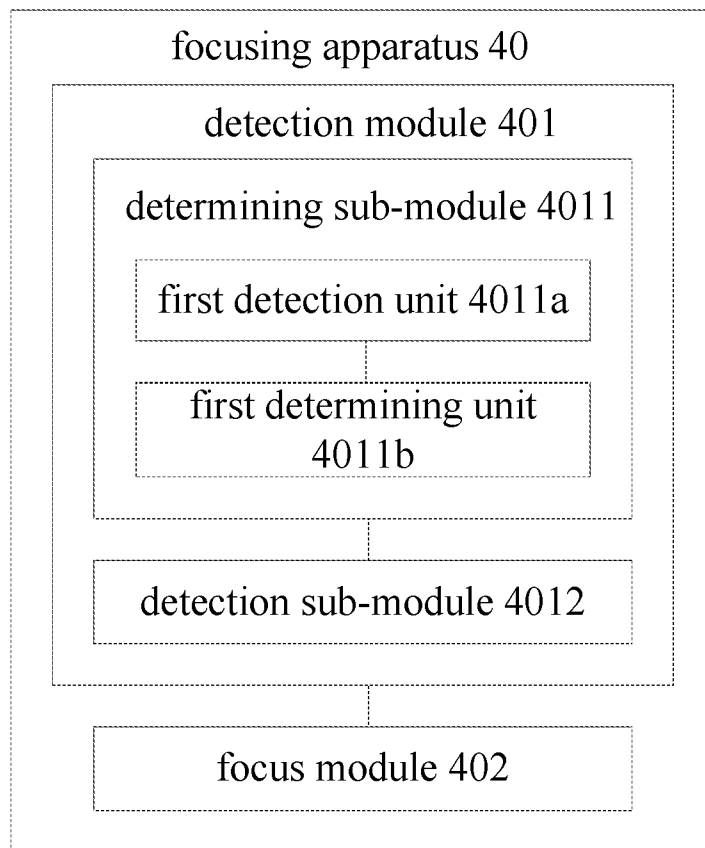 focusing apparatus 40
detection module 401
determining sub-module 4011
first detection unit 4011a
first determining unit
4011b
detection sub-module 4012
focus module 402